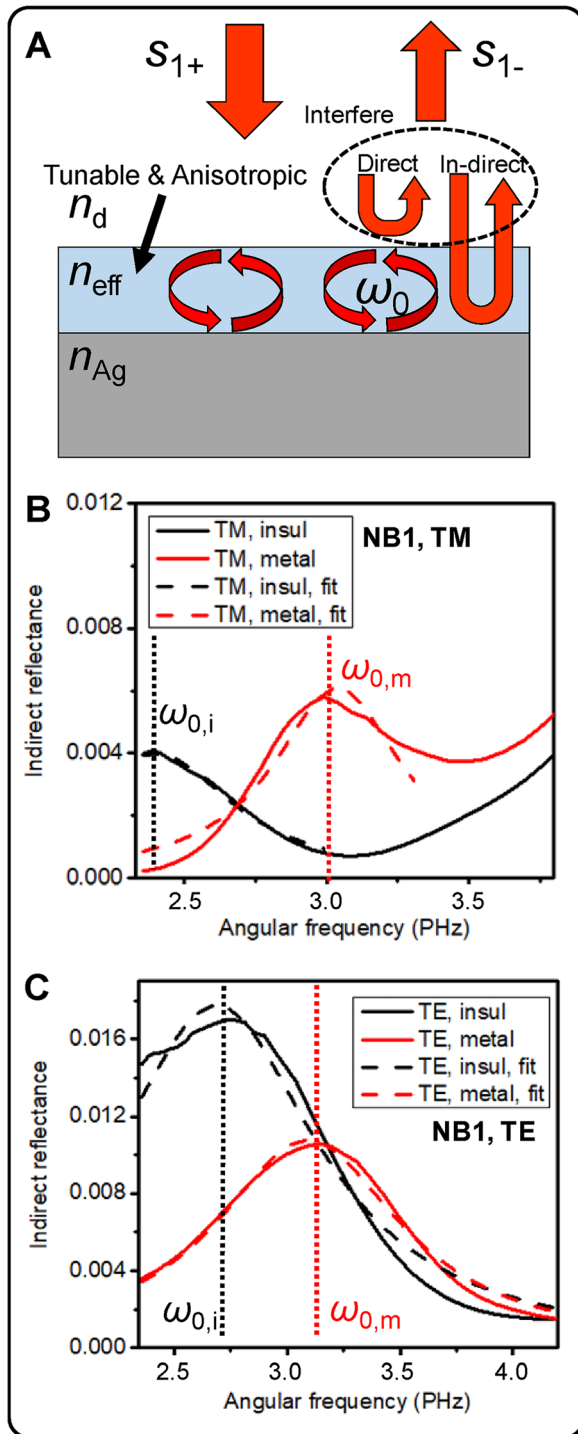 A
s1+
s1-
Interfere
Direct
In-direct
Tunable & Anisotropic
nd
neff
ω0
nAg
B
0.012
0.008
0.004
0.000
TM, insul
TM, metal
TM, insul, fit
TM, metal, fit
NB1, TM
ω0,i
ω0,m
Indirect reflectance
2.5
3.0
3.5
Angular frequency (PHz)
C
0.016
0.012
0.008
0.004
0.000
TE, insul
TE, metal
TE, insul, fit
TE, metal, fit
NB1, TE
ω0,i
ω0,m
Indirect reflectance
2.5
3.0
3.5
4.0
Angular frequency (PHz)